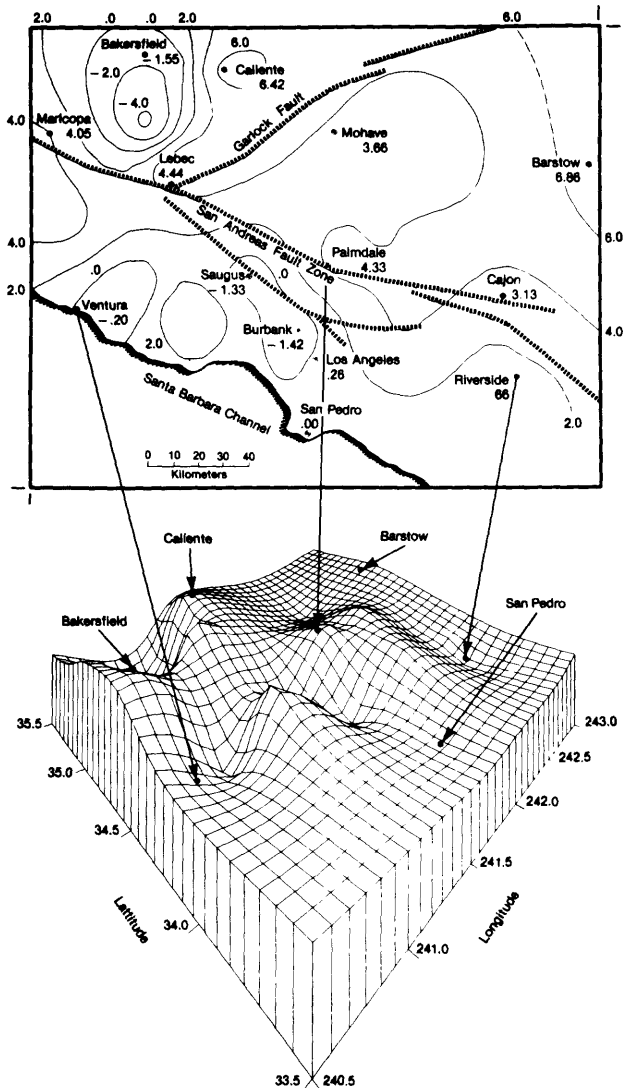 2.0 .0 .0 2.0 6.0
Bakersfield
– 1.55
6.0
– 2.0
Caliente
6.42
– 4.0
4.0
Maricopa
4.05
Garlock Fault
Mohave
3.66
Lebec
4.44
Barstow
6.86
San Andreas Fault Zone
4.0
6.0
Palmdale
4.33
.0
Saugus
– 1.33
.0
Cajon
3.13
2.0
Ventura
– .20
Burbank
– 1.42
4.0
2.0
Los Angeles
.26
Riverside
66
Santa Barbara Channel
San Pedro
.00
2.0
0 10 20 30 40
Kilometers
Caliente
Barstow
San Pedro
Bakersfield
35.5
243.0
35.0
242.5
242.0
34.5
241.5
Lattitude
34.0
Longitude
241.0
33.5
240.5